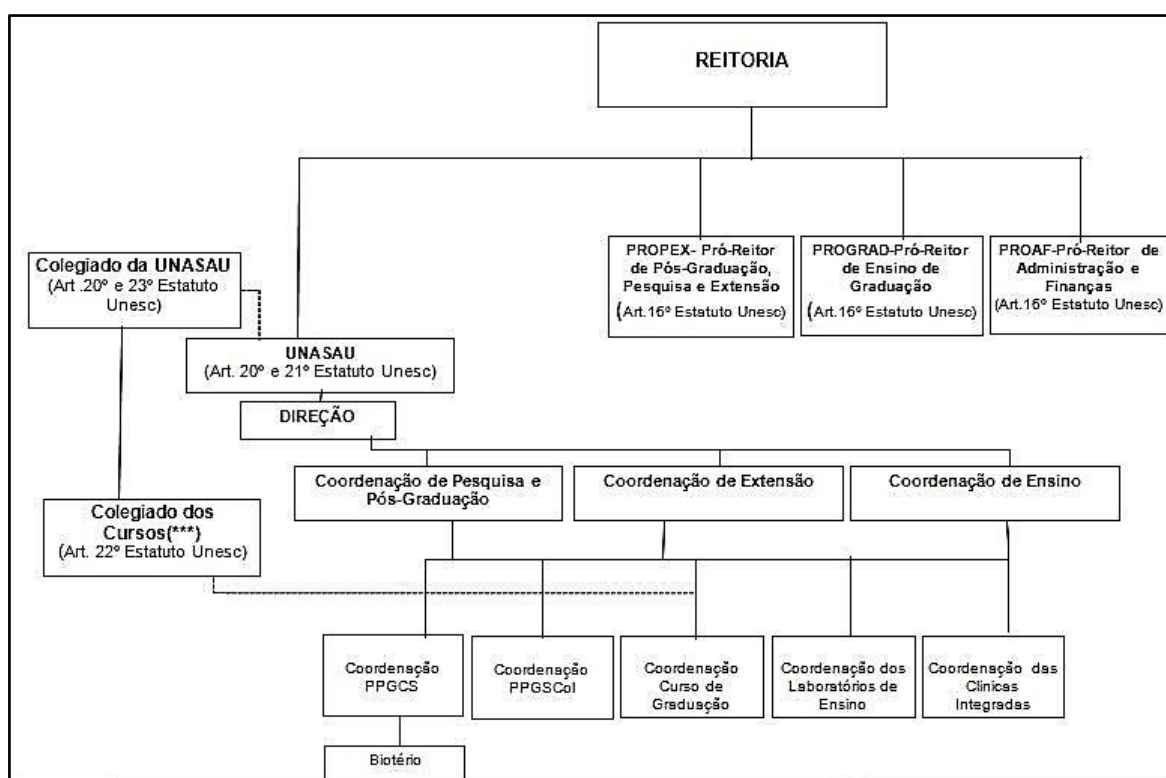 REITORIA
PROPEX- Pró-Reitor
de Pós-Graduação,
Pesquisa e Extensão
(Art.16º Estatuto Unesc)
PROGRAD-Pró-Reitor
de Ensino de
Graduação
(Art.16º Estatuto Unesc)
PROAF-Pró-Reitor de
Administração e
Finanças
(Art.16º Estatuto Unesc)
Colegiado da UNASAU
(Art .20º e 23º Estatuto
Unesc)
UNASAU
(Art. 20º e 21º Estatuto Unesc)
DIREÇÃO
Coordenação de Pesquisa e
Pós-Graduação
Coordenação de Extensão
Coordenação de Ensino
Colegiado dos
Cursos(***)
(Art. 22º Estatuto Unesc)
Coordenação
PPGCS
Coordenação
PPGSCol
Coordenação
Curso de
Graduação
Coordenação dos
Laboratórios de
Ensino
Coordenação das
Clinicas
Integradas
Biotério